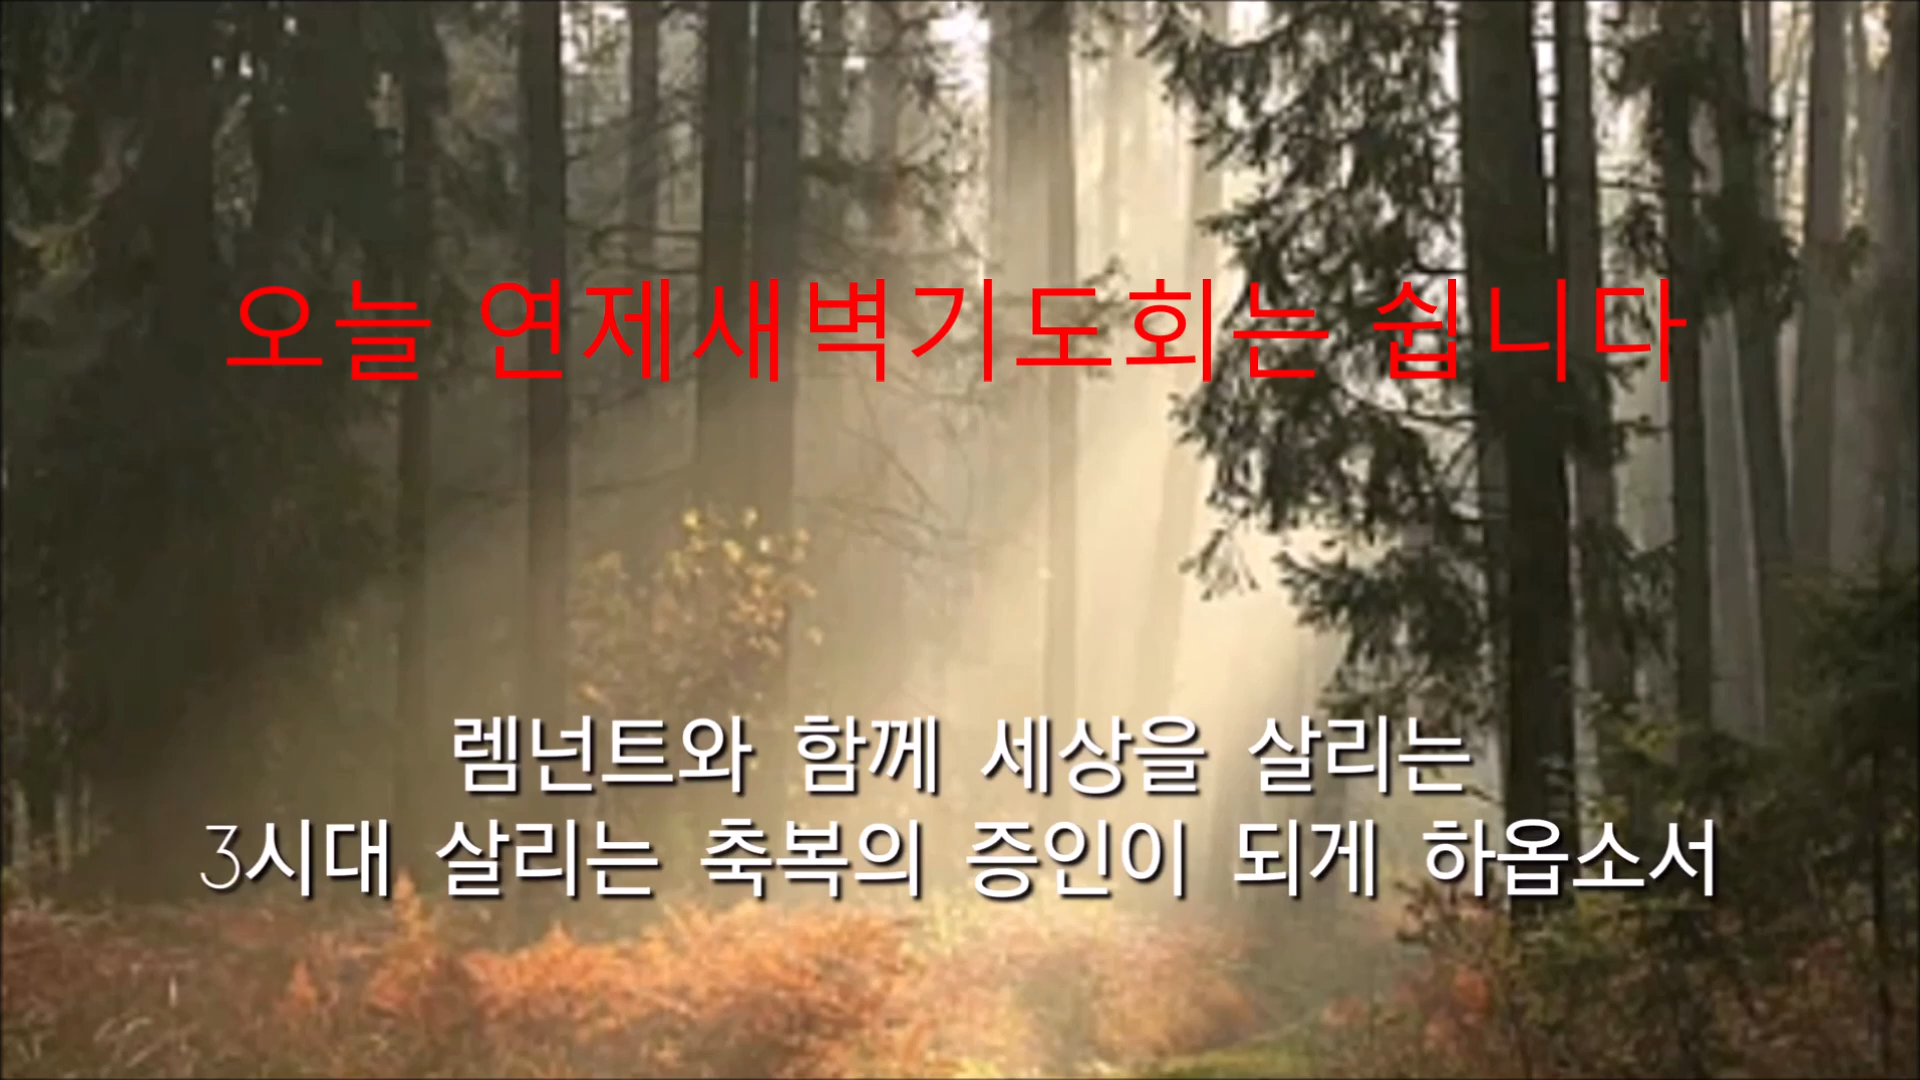 오늘 연제새벽기도회는 쉽니다
렘넌트와 함께 세상을 살리는
3시대 살리는 축복의 증인이 되게 하옵소서